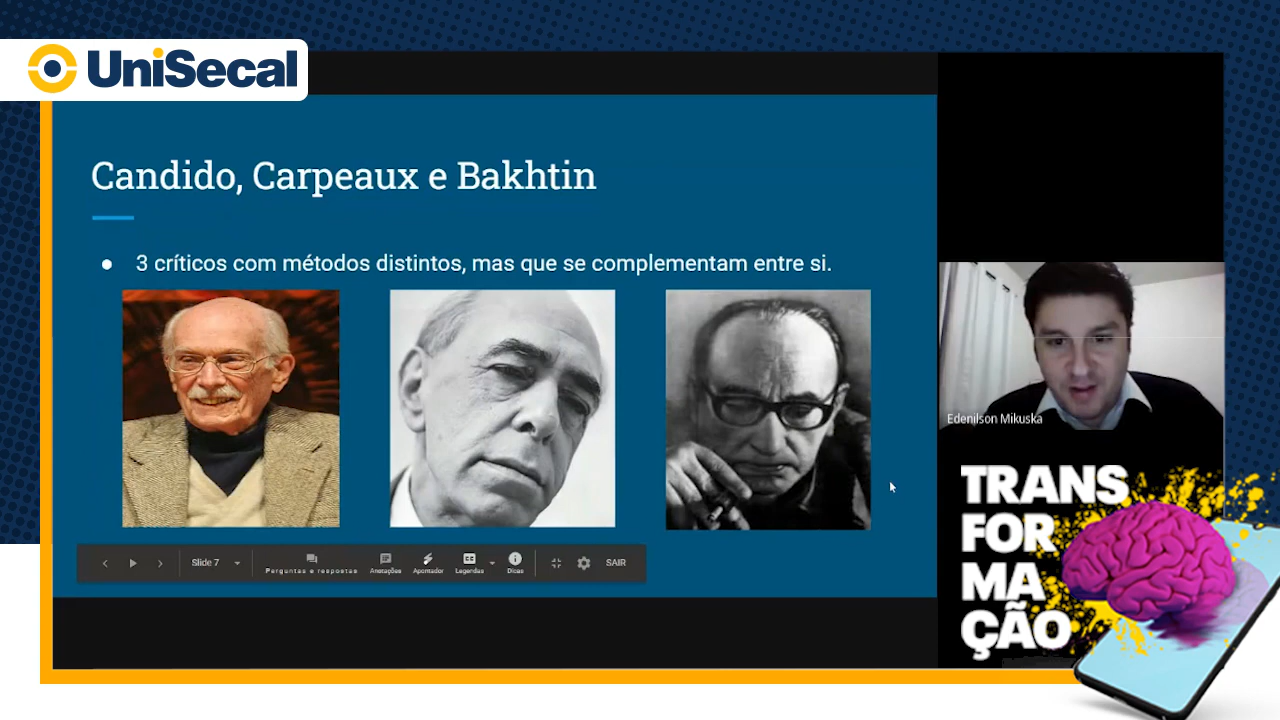 UniSecal
Candido, Carpeaux e Bakhtin
3 críticos com métodos distintos, mas que se complementam entre si.
Edenilson Mikuska
Slide 7
Perguntas e respostas
Anotações
Apontador
Legendas
Dicas
SAIR
TRANS
FOR
MA
ÇÃO